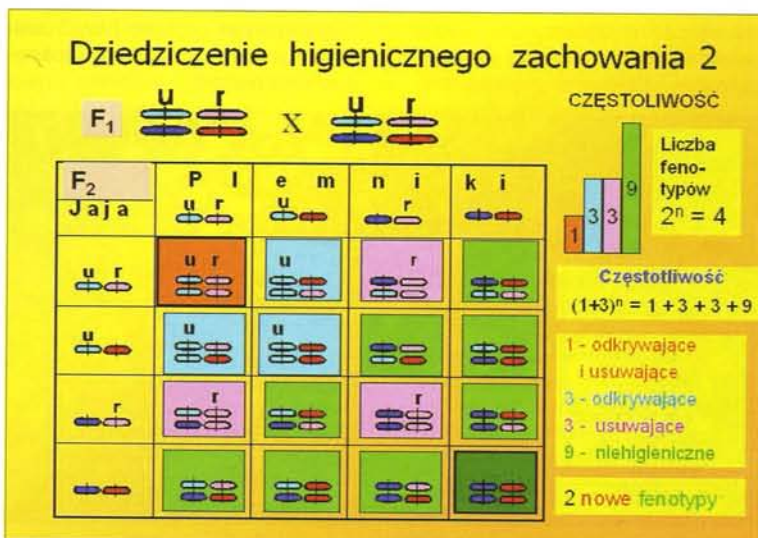 Dziedziczenie higienicznego zachowania 2
F1 u r X u r
F2 P l e m n i k i
Jaja u r u r
u r u r u r
u u u
r r r
CZĘSTOLIWOŚĆ
1 3 3 9
Liczba
feno-
typów
2ⁿ = 4
Częstotliwość
(1+3)ⁿ = 1 + 3 + 3 + 9
1 - odkrywające
i usuwające
3 - odkrywające
3 - usuwające
9 - niehigieniczne
2 nowe fenotypy